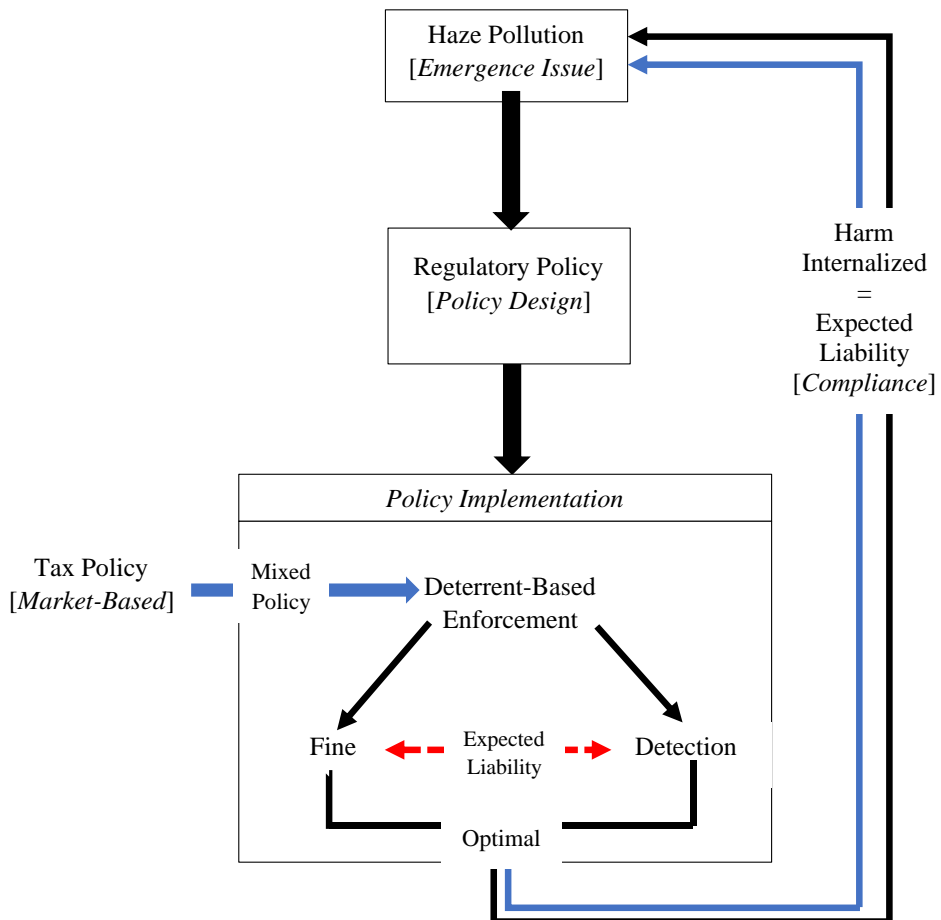 Haze Pollution
[Emergence Issue]
Regulatory Policy
[Policy Design]
Harm
Internalized
=
Expected
Liability
[Compliance]
Policy Implementation
Tax Policy
[Market-Based]
Mixed
Policy
Deterrent-Based
Enforcement
Fine
Expected
Liability
Detection
Optimal